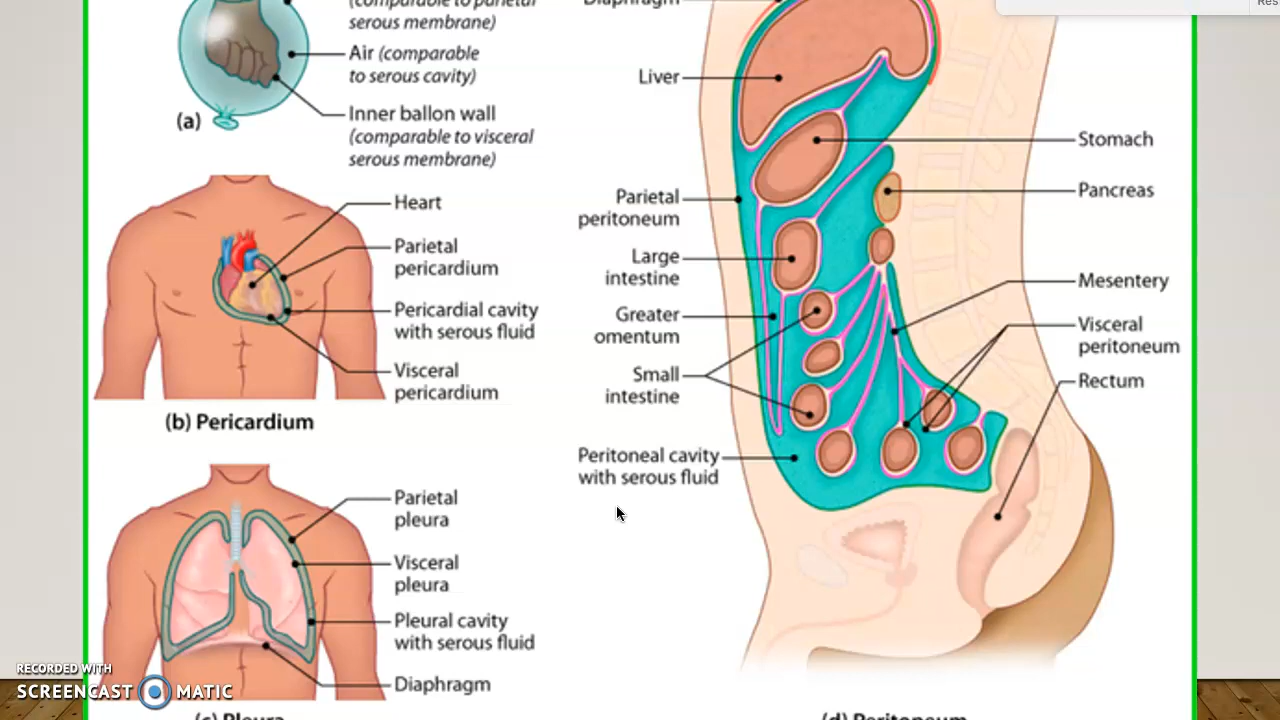 (comparable to parietal
serous membrane)
Air (comparable
to serous cavity)
Inner ballon wall
(comparable to visceral
serous membrane)
(a)
Heart
Parietal
pericardium
Pericardial cavity
with serous fluid
Visceral
pericardium
(b) Pericardium
Parietal
pleura
Visceral
pleura
Pleural cavity
with serous fluid
Diaphragm
(c) Pleura
Diaphragm
Liver
Parietal
peritoneum
Large
intestine
Greater
omentum
Small
intestine
Peritoneal cavity
with serous fluid
Stomach
Pancreas
Mesentery
Visceral
peritoneum
Rectum
(d) Peritoneum
RECORDED WITH
SCREENCAST MATIC